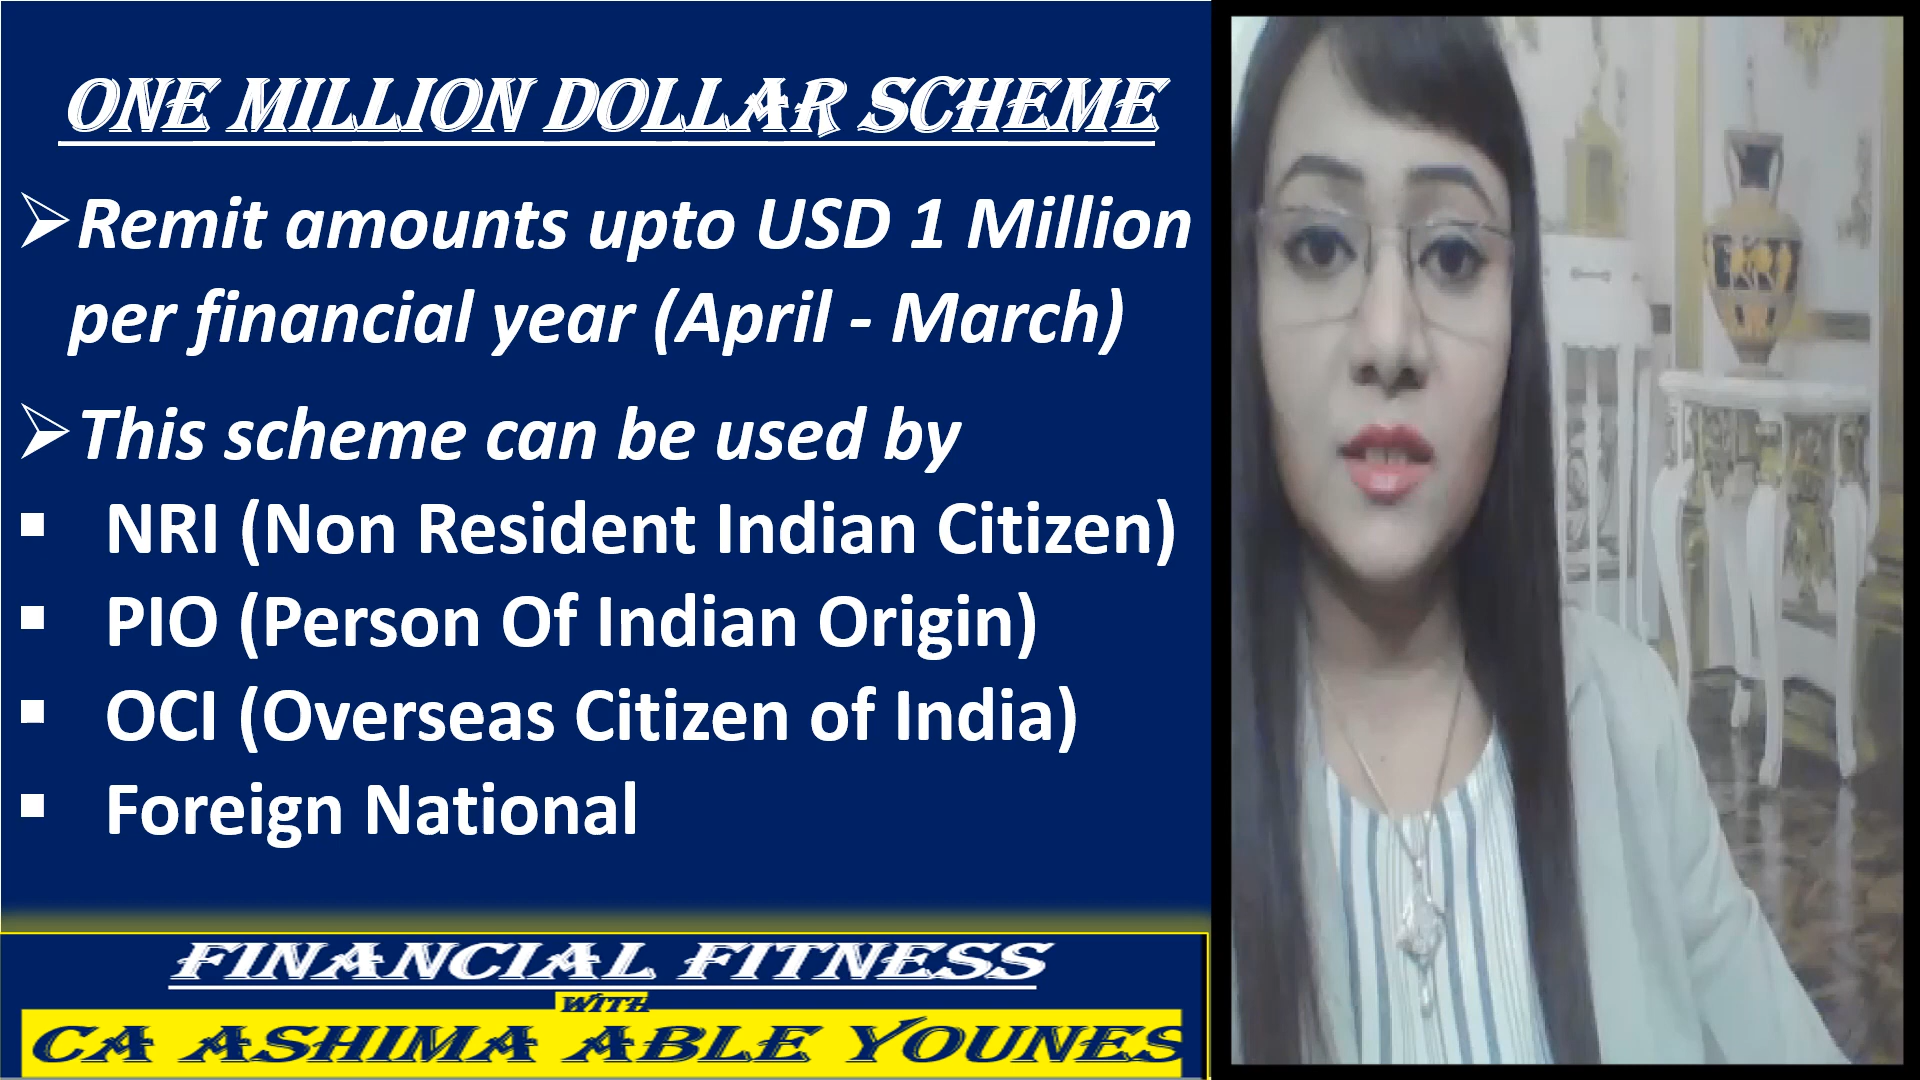 ONE MILLION DOLLAR SCHEME
Remit amounts upto USD 1 Million
per financial year (April - March)
This scheme can be used by
NRI (Non Resident Indian Citizen)
PIO (Person Of Indian Origin)
OCI (Overseas Citizen of India)
Foreign National
FINANCIAL FITNESS
WITH
CA ASHIMA ABLE YOUNES